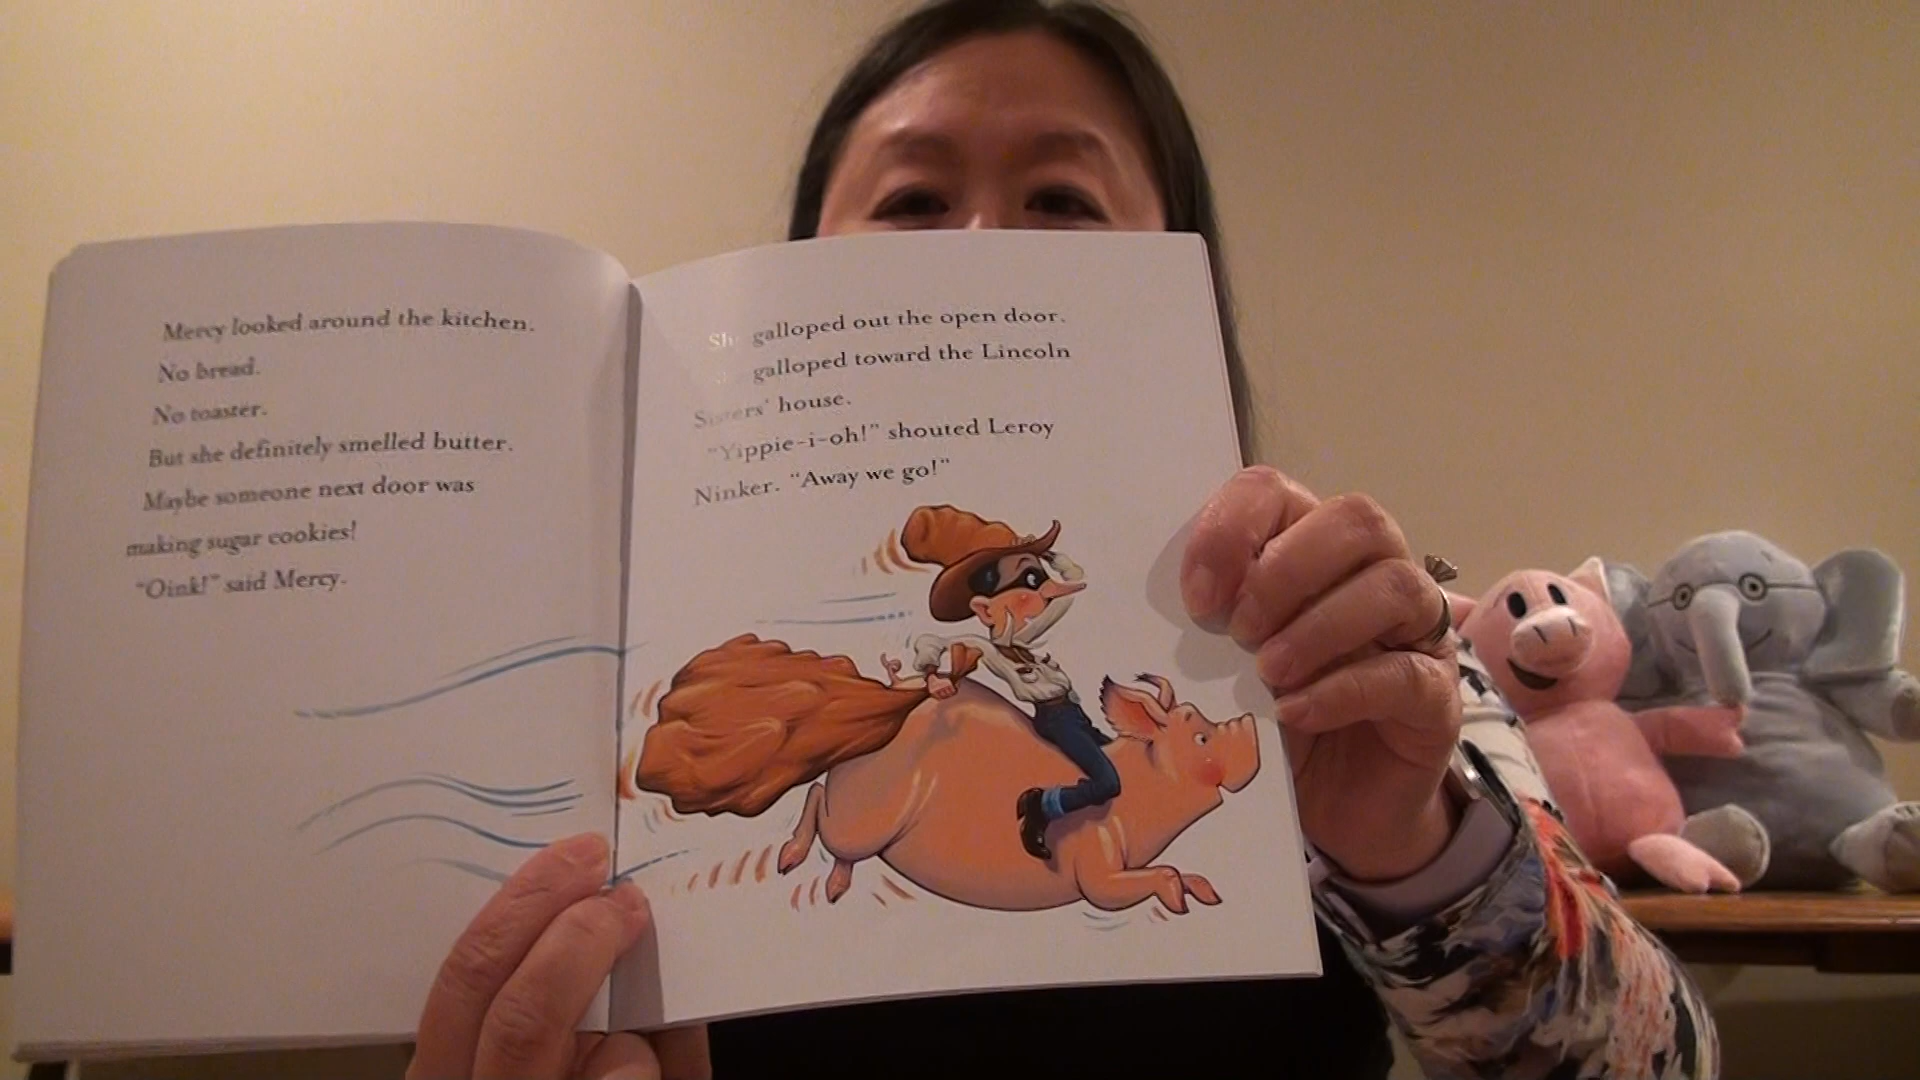 Mercy looked around the kitchen.
No bread.
No toaster.
But she definitely smelled butter.
Maybe someone next door was
making sugar cookies!
"Oink!" said Mercy.
She galloped out the open door.
galloped toward the Lincoln
Sisters' house.
"Yippie-i-oh!" shouted Leroy
Ninker. "Away we go!"